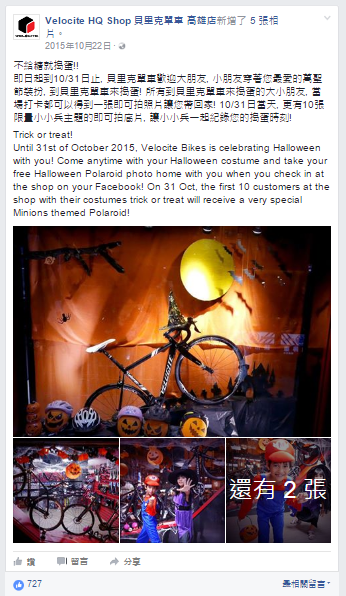 Velocite HQ Shop 貝里克單車 高雄店新增了 5 張相
片。
2015年10月22日 ·
不給糖就搗蛋!!
即日起到10/31日止, 貝里克單車歡迎大朋友, 小朋友穿著您最愛的萬聖
節裝扮, 到貝里克單車來搗蛋! 所有到貝里克單車來搗蛋的大小朋友, 當
場打卡都可以得到一張即可拍照片讓您帶回家! 10/31日當天, 更有10張
限量小小兵主題的即可拍底片, 讓小小兵一起紀錄您的搗蛋時刻!
Trick or treat!
Until 31st of October 2015, Velocite Bikes is celebrating Halloween
with you! Come anytime with your Halloween costume and take your
free Halloween Polaroid photo home with you when you check in at
the shop on your Facebook! On 31 Oct, the first 10 customers at the
shop with their costumes trick or treat will receive a very special
Minions themed Polaroid!
還有 2 張
讚 留言 分享
727 最相關留言